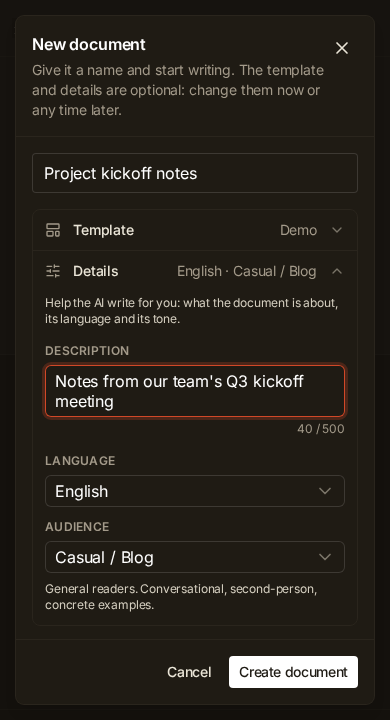 New document
Give it a name and start writing. The template
and details are optional: change them now or
any time later.
Project kickoff notes
Template Demo
Details English · Casual / Blog
Help the AI write for you: what the document is about,
its language and its tone.
DESCRIPTION
Notes from our team's Q3 kickoff
meeting
40 / 500
LANGUAGE
English
AUDIENCE
Casual / Blog
General readers. Conversational, second-person,
concrete examples.
Cancel Create document